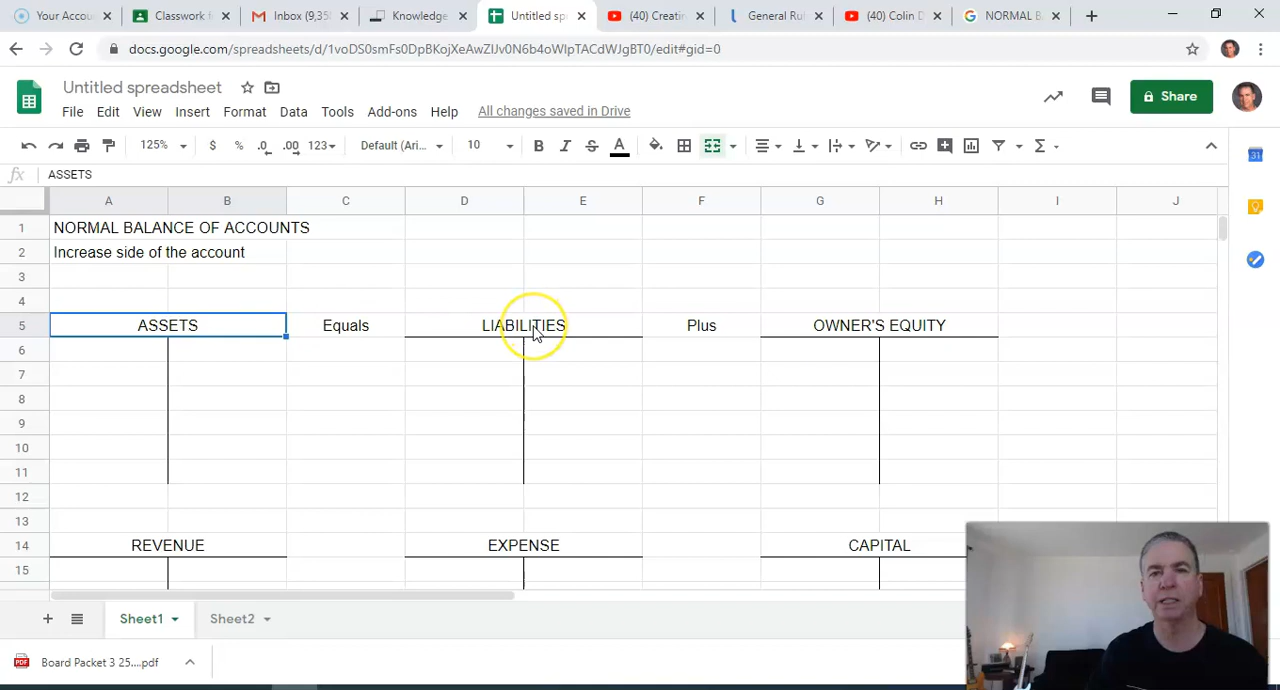 Your Accou
Classwork f
Inbox (9,35
Knowledge
Untitled sp
(40) Creatin
General Ru
(40) Colin D
NORMAL B
docs.google.com/spreadsheets/d/1voDS0smFs0DpBKojXeAwZIJv0N6b4oWIpTACdWJgBT0/edit#gid=0
Untitled spreadsheet
File Edit View Insert Format Data Tools Add-ons Help All changes saved in Drive
Share
125% $ % .0 .00 123 Default (Ari... 10 B I S A Σ
fx ASSETS
A B C D E F G H I J
1 NORMAL BALANCE OF ACCOUNTS
2 Increase side of the account
3
4
5 ASSETS Equals LIABILITIES Plus OWNER'S EQUITY
6
7
8
9
10
11
12
13
14 REVENUE EXPENSE CAPITAL
15
Sheet1 Sheet2
PDF Board Packet 3 25....pdf
31